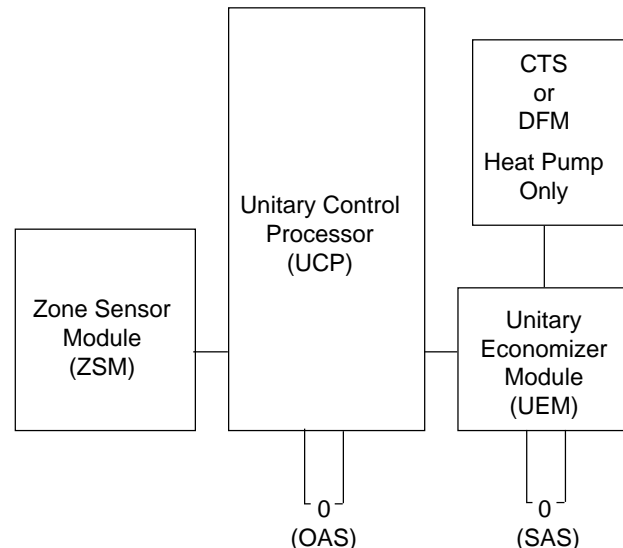 CTS
or
DFM
Heat Pump
Only
Unitary Control
Processor
(UCP)
Zone Sensor
Module
(ZSM)
Unitary
Economizer
Module
(UEM)
0
(OAS)
0
(SAS)